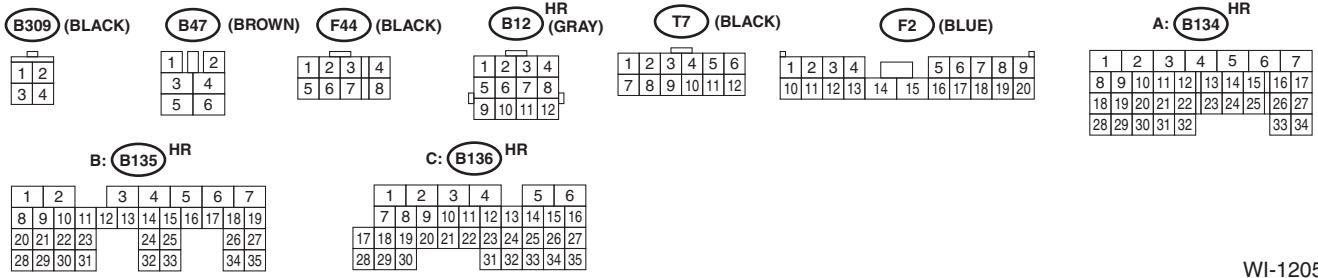 B309 (BLACK)
1 2
3 4
B47 (BROWN)
1 2
3 4
5 6
F44 (BLACK)
1 2 3 4
5 6 7 8
B12 HR (GRAY)
1 2 3 4
5 6 7 8
9 10 11 12
T7 (BLACK)
1 2 3 4 5 6
7 8 9 10 11 12
F2 (BLUE)
1 2 3 4 5 6 7 8 9
10 11 12 13 14 15 16 17 18 19 20
A: B134 HR
1 2 3 4 5 6 7
8 9 10 11 12 13 14 15 16 17
18 19 20 21 22 23 24 25 26 27
28 29 30 31 32 33 34
B: B135 HR
1 2 3 4 5 6 7
8 9 10 11 12 13 14 15 16 17 18 19
20 21 22 23 24 25 26 27
28 29 30 31 32 33 34 35
C: B136 HR
1 2 3 4 5 6
7 8 9 10 11 12 13 14 15 16
17 18 19 20 21 22 23 24 25 26 27
28 29 30 31 32 33 34 35
WI-1205